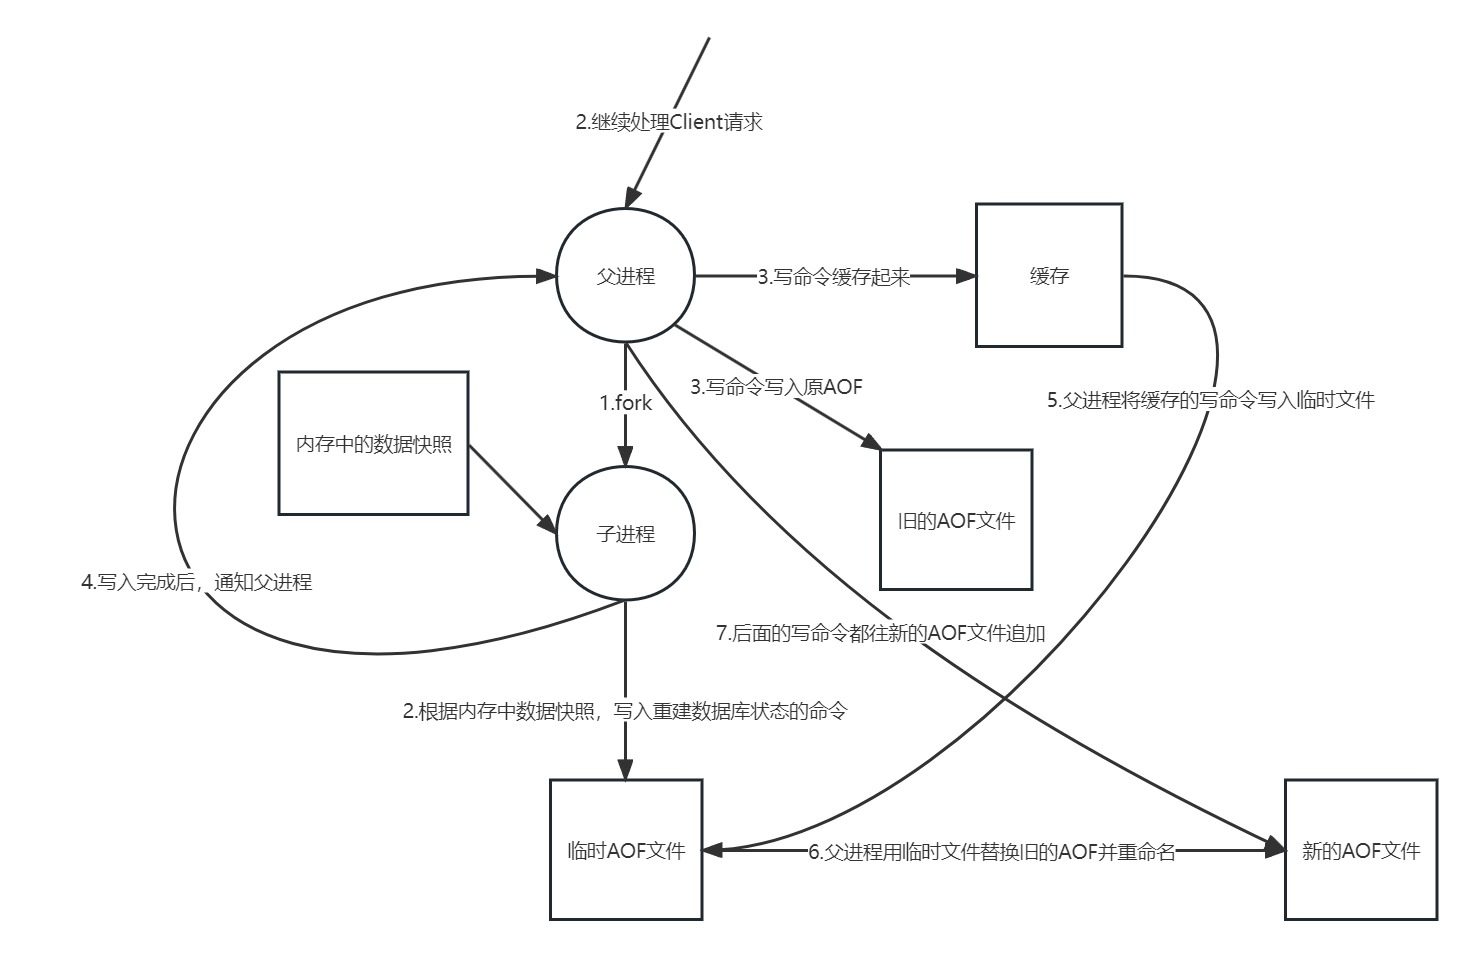 2.继续处理Client请求
父进程
3.写命令缓存起来
缓存
3.写命令写入原AOF
1.fork
5.父进程将缓存的写命令写入临时文件
内存中的数据快照
旧的AOF文件
子进程
4.写入完成后，通知父进程
7.后面的写命令都往新的AOF文件追加
2.根据内存中数据快照，写入重建数据库状态的命令
临时AOF文件
6.父进程用临时文件替换旧的AOF并重命名
新的AOF文件